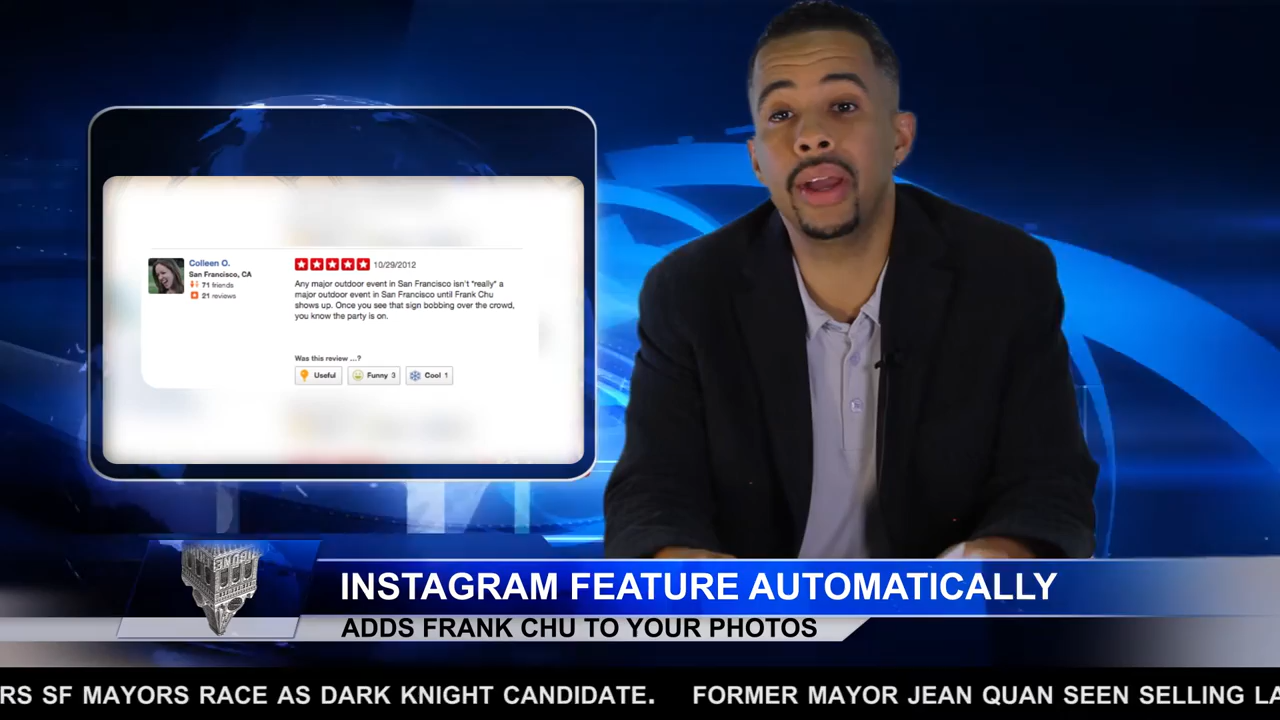 Colleen O.
San Francisco, CA
71 friends
21 reviews
10/29/2012
Any major outdoor event in San Francisco isn't *really* a
major outdoor event in San Francisco until Frank Chu
shows up. Once you see that sign bobbing over the crowd,
you know the party is on.
Was this review ...?
Useful
Funny 3
Cool 1
INSTAGRAM FEATURE AUTOMATICALLY
ADDS FRANK CHU TO YOUR PHOTOS
RS SF MAYORS RACE AS DARK KNIGHT CANDIDATE. FORMER MAYOR JEAN QUAN SEEN SELLING LA